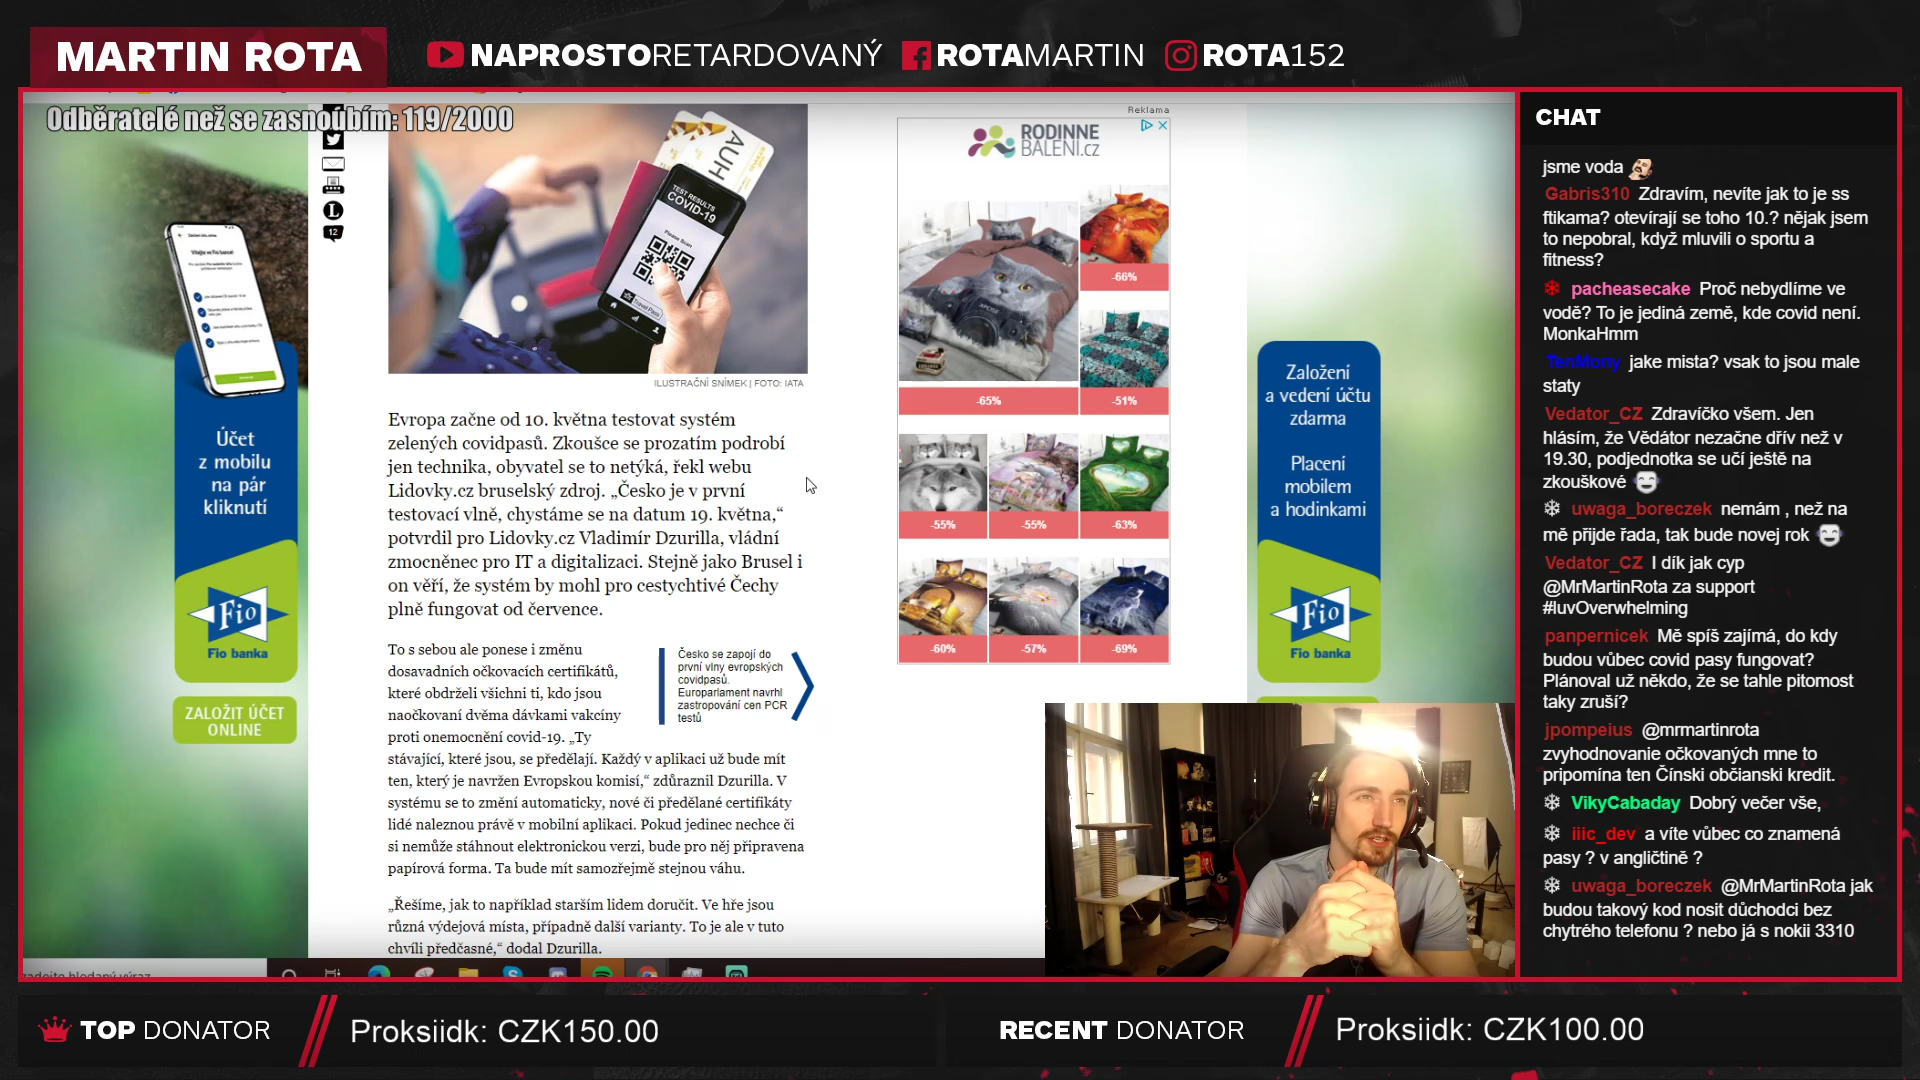 MARTIN ROTA
NAPROSTORETARDOVANÝ
ROTAMARTIN
ROTA152
Odběratelé než se zasnoubím: 119/2000
12
AUH
TEST RESULTS
COVID-19
Please Scan
Travel Pass
ILUSTRAČNÍ SNÍMEK | FOTO: IATA
Evropa začne od 10. května testovat systém
zelených covidpasů. Zkoušce se prozatím podrobí
jen technika, obyvatel se to netýká, řekl webu
Lidovky.cz bruselský zdroj. „Česko je v první
testovací vlně, chystáme se na datum 19. května,“
potvrdil pro Lidovky.cz Vladimír Dzurilla, vládní
zmocněnec pro IT a digitalizaci. Stejně jako Brusel i
on věří, že systém by mohl pro cestychtivé Čechy
plně fungovat od července.
To s sebou ale ponese i změnu
dosavadních očkovacích certifikátů,
které obdrželi všichni ti, kdo jsou
naočkovaní dvěma dávkami vakcíny
proti onemocnění covid-19. „Ty
stávající, které jsou, se předělají. Každý v aplikaci už bude mít
ten, který je navržen Evropskou komisí,“ zdůraznil Dzurilla. V
systému se to změní automaticky, nové či předělané certifikáty
lidé naleznou právě v mobilní aplikaci. Pokud jedinec nechce či
si nemůže stáhnout elektronickou verzi, bude pro něj připravena
papírová forma. Ta bude mít samozřejmě stejnou váhu.
„Řešíme, jak to například starším lidem doručit. Ve hře jsou
různá výdejová místa, případně další varianty. To je ale v tuto
chvíli předčasné,“ dodal Dzurilla.
Česko se zapojí do
první vlny evropských
covidpasů.
Europarlament navrhl
zastropování cen PCR
testů
Účet
z mobilu
na pár
kliknutí
Fio
Fio banka
ZALOŽIT ÚČET
ONLINE
Reklama
RODINNE
BALENI.CZ
-66%
-65%
-51%
-55%
-55%
-63%
-60%
-57%
-69%
Založení
a vedení účtu
zdarma
Placení
mobilem
a hodinkami
Fio
Fio banka
zadejte hledaný výraz
CHAT
jsme voda
Gabris310 Zdravím, nevíte jak to je ss
ftikama? otevírají se toho 10.? nějak jsem
to nepobral, když mluvili o sportu a
fitness?
pacheasecake Proč nebydlíme ve
vodě? To je jediná země, kde covid není.
MonkaHmm
TenMony jake mista? vsak to jsou male
staty
Vedator_CZ Zdravíčko všem. Jen
hlásím, že Vědátor nezačne dřív než v
19.30, podjednotka se učí ještě na
zkouškové
uwaga_boreczek nemám , než na
mě přijde řada, tak bude novej rok
Vedator_CZ I dík jak cyp
@MrMartinRota za support
#luvOverwhelming
panpernicek Mě spíš zajímá, do kdy
budou vůbec covid pasy fungovat?
Plánoval už někdo, že se tahle pitomost
taky zruší?
jpompeius @mrmartinrota
zvyhodnovanie očkovaných mne to
pripomína ten Čínski občianski kredit.
VikyCabaday Dobrý večer vše,
iiic_dev a víte vůbec co znamená
pasy ? v angličtině ?
uwaga_boreczek @MrMartinRota jak
budou takový kod nosit důchodci bez
chytrého telefonu ? nebo já s nokii 3310
TOP DONATOR
Proksiidk: CZK150.00
RECENT DONATOR
Proksiidk: CZK100.00